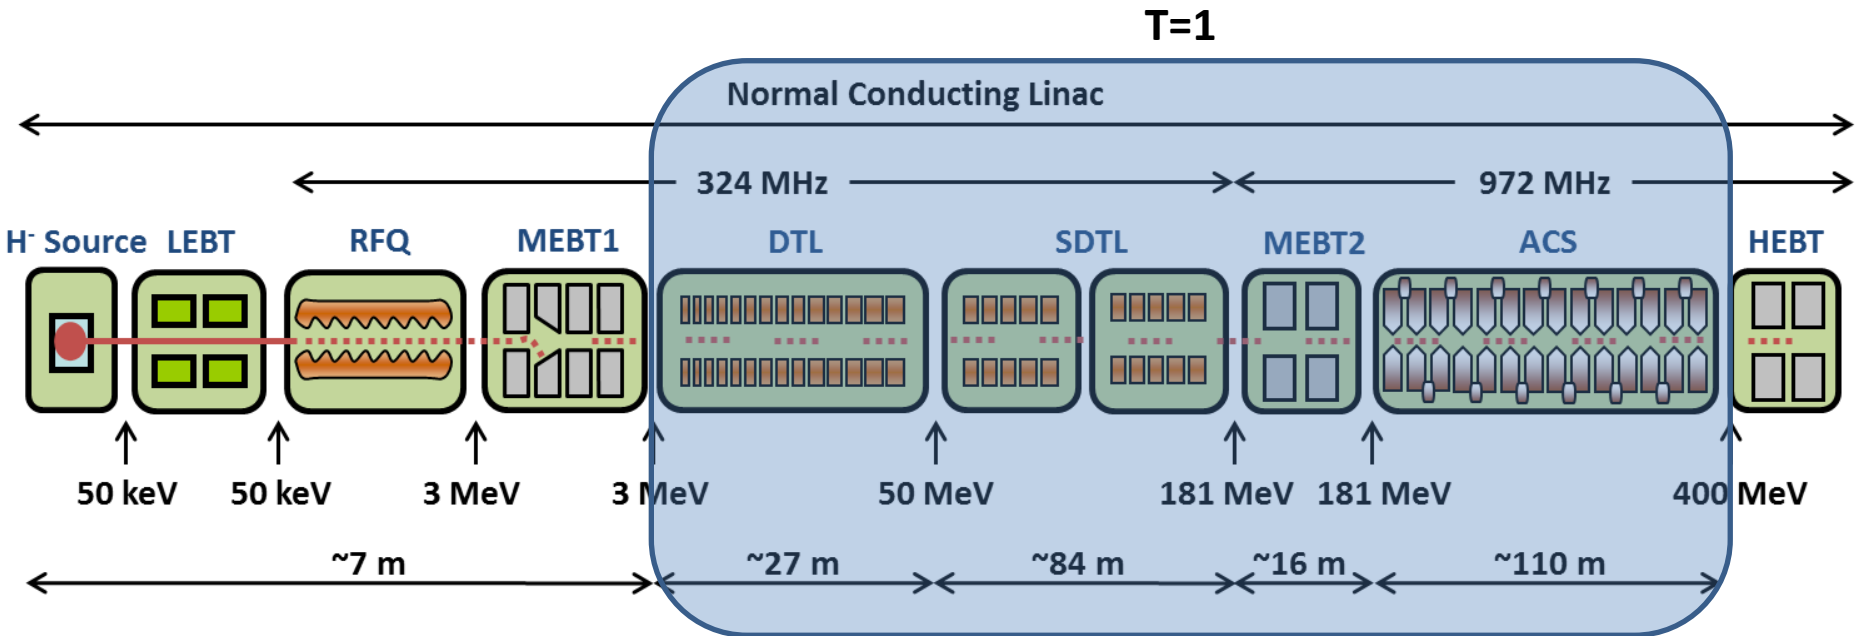 T=1
Normal Conducting Linac
324 MHz 972 MHz
H- Source LEBT RFQ MEBT1 DTL SDTL MEBT2 ACS HEBT
50 keV 50 keV 3 MeV 3 MeV 50 MeV 181 MeV 181 MeV 400 MeV
~7 m ~27 m ~84 m ~16 m ~110 m